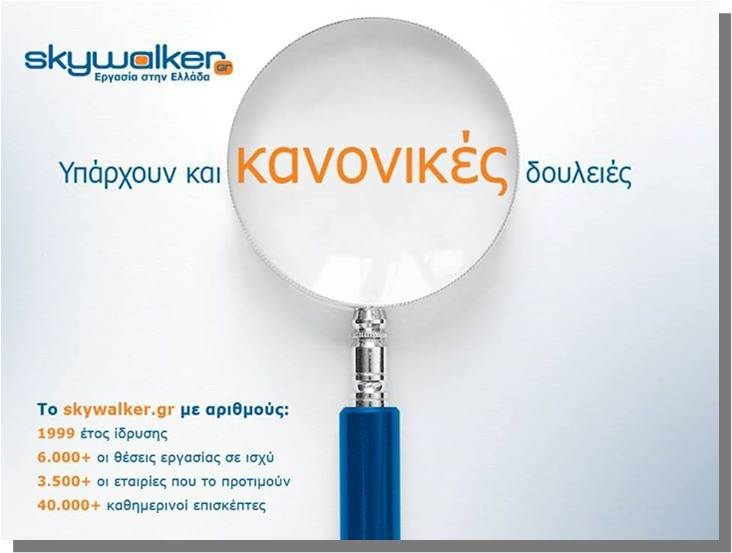 skywalker.gr
Εργασία στην Ελλάδα
Υπάρχουν και κανονικές δουλειές
Το skywalker.gr με αριθμούς:
1999 έτος ίδρυσης
6.000+ οι θέσεις εργασίας σε ισχύ
3.500+ οι εταιρίες που το προτιμούν
40.000+ καθημερινοί επισκέπτες